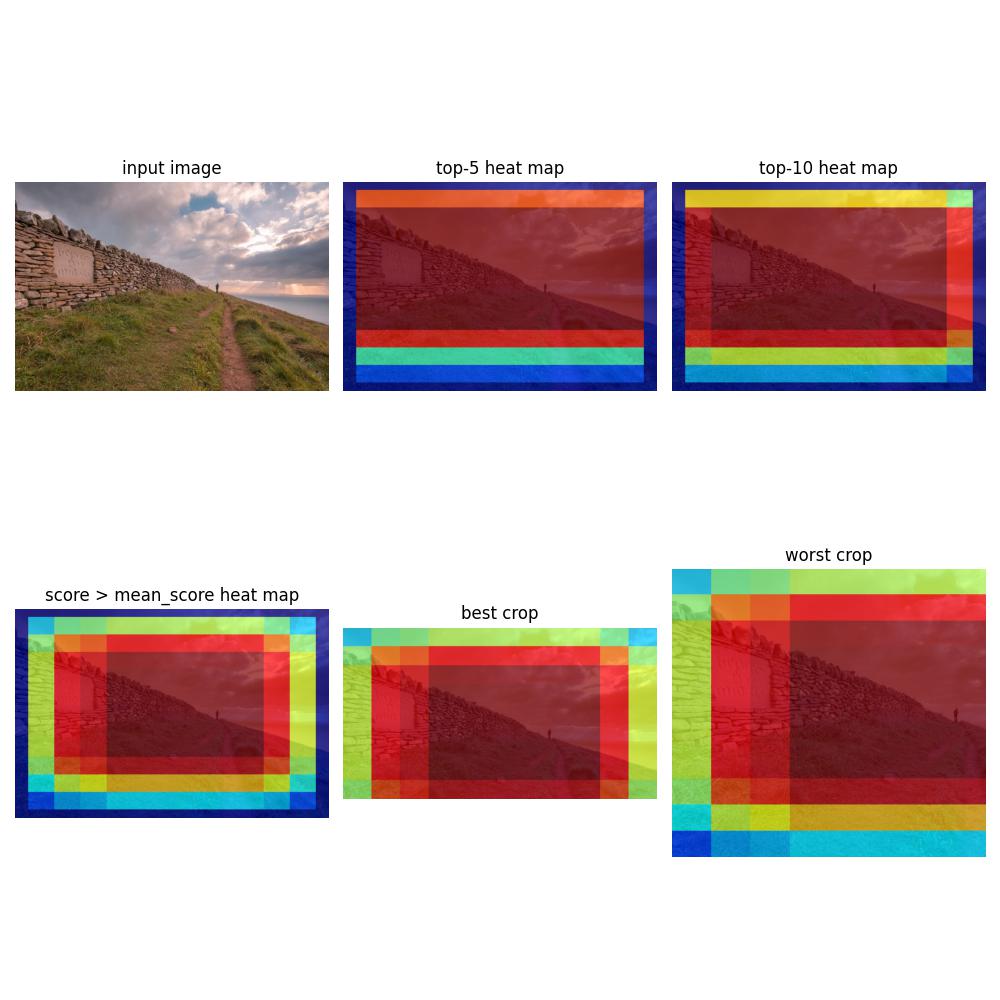 input image
top-5 heat map
top-10 heat map
score > mean_score heat map
best crop
worst crop